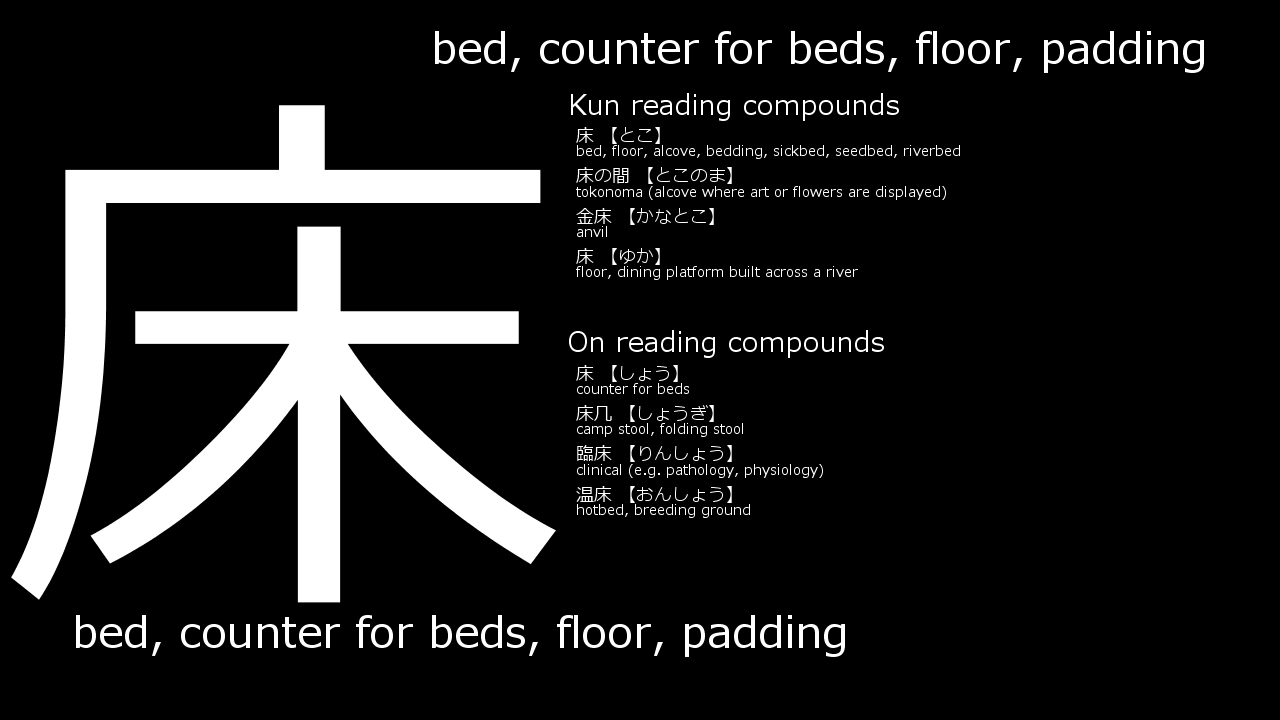 bed, counter for beds, floor, padding
床
Kun reading compounds
床 【とこ】
bed, floor, alcove, bedding, sickbed, seedbed, riverbed
床の間 【とこのま】
tokonoma (alcove where art or flowers are displayed)
金床 【かなとこ】
anvil
床 【ゆか】
floor, dining platform built across a river
On reading compounds
床 【しょう】
counter for beds
床几 【しょうぎ】
camp stool, folding stool
臨床 【りんしょう】
clinical (e.g. pathology, physiology)
温床 【おんしょう】
hotbed, breeding ground
bed, counter for beds, floor, padding